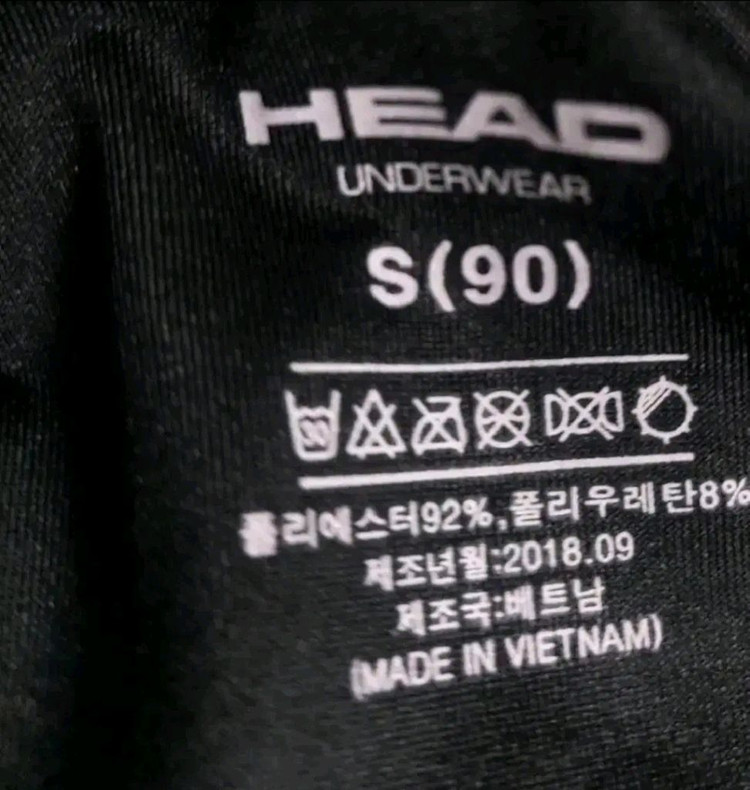 HEAD
UNDERWEAR
S(90)
30
폴리에스터92%,폴리우레탄8%
제조년월:2018.09
제조국:베트남
(MADE IN VIETNAM)